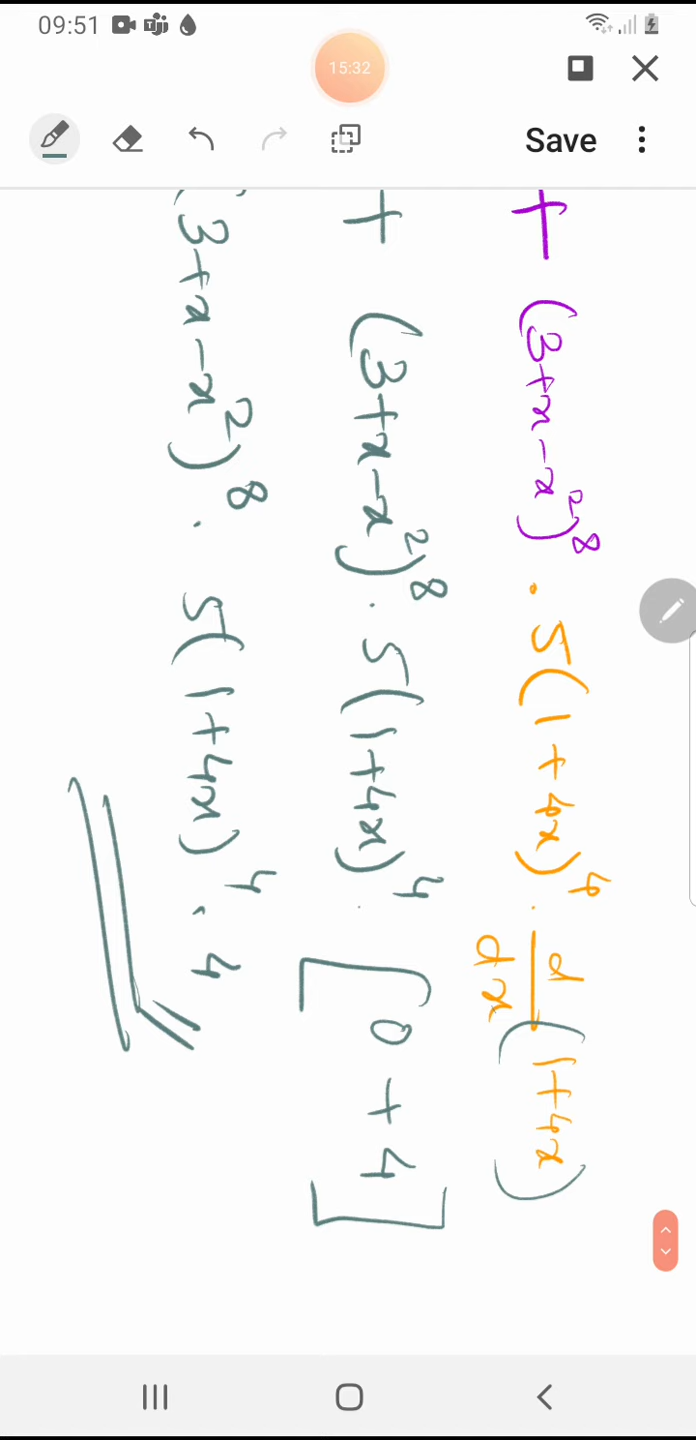 09:51
15:32
Save
+ (3+x-x²)⁸ . 5(1+4x)⁴ . d/dx (1+4x)
+ (3+x-x²)⁸ . 5(1+4x)⁴ . [0+4]
(3+x-x²)⁸ . 5(1+4x)⁴ . 4